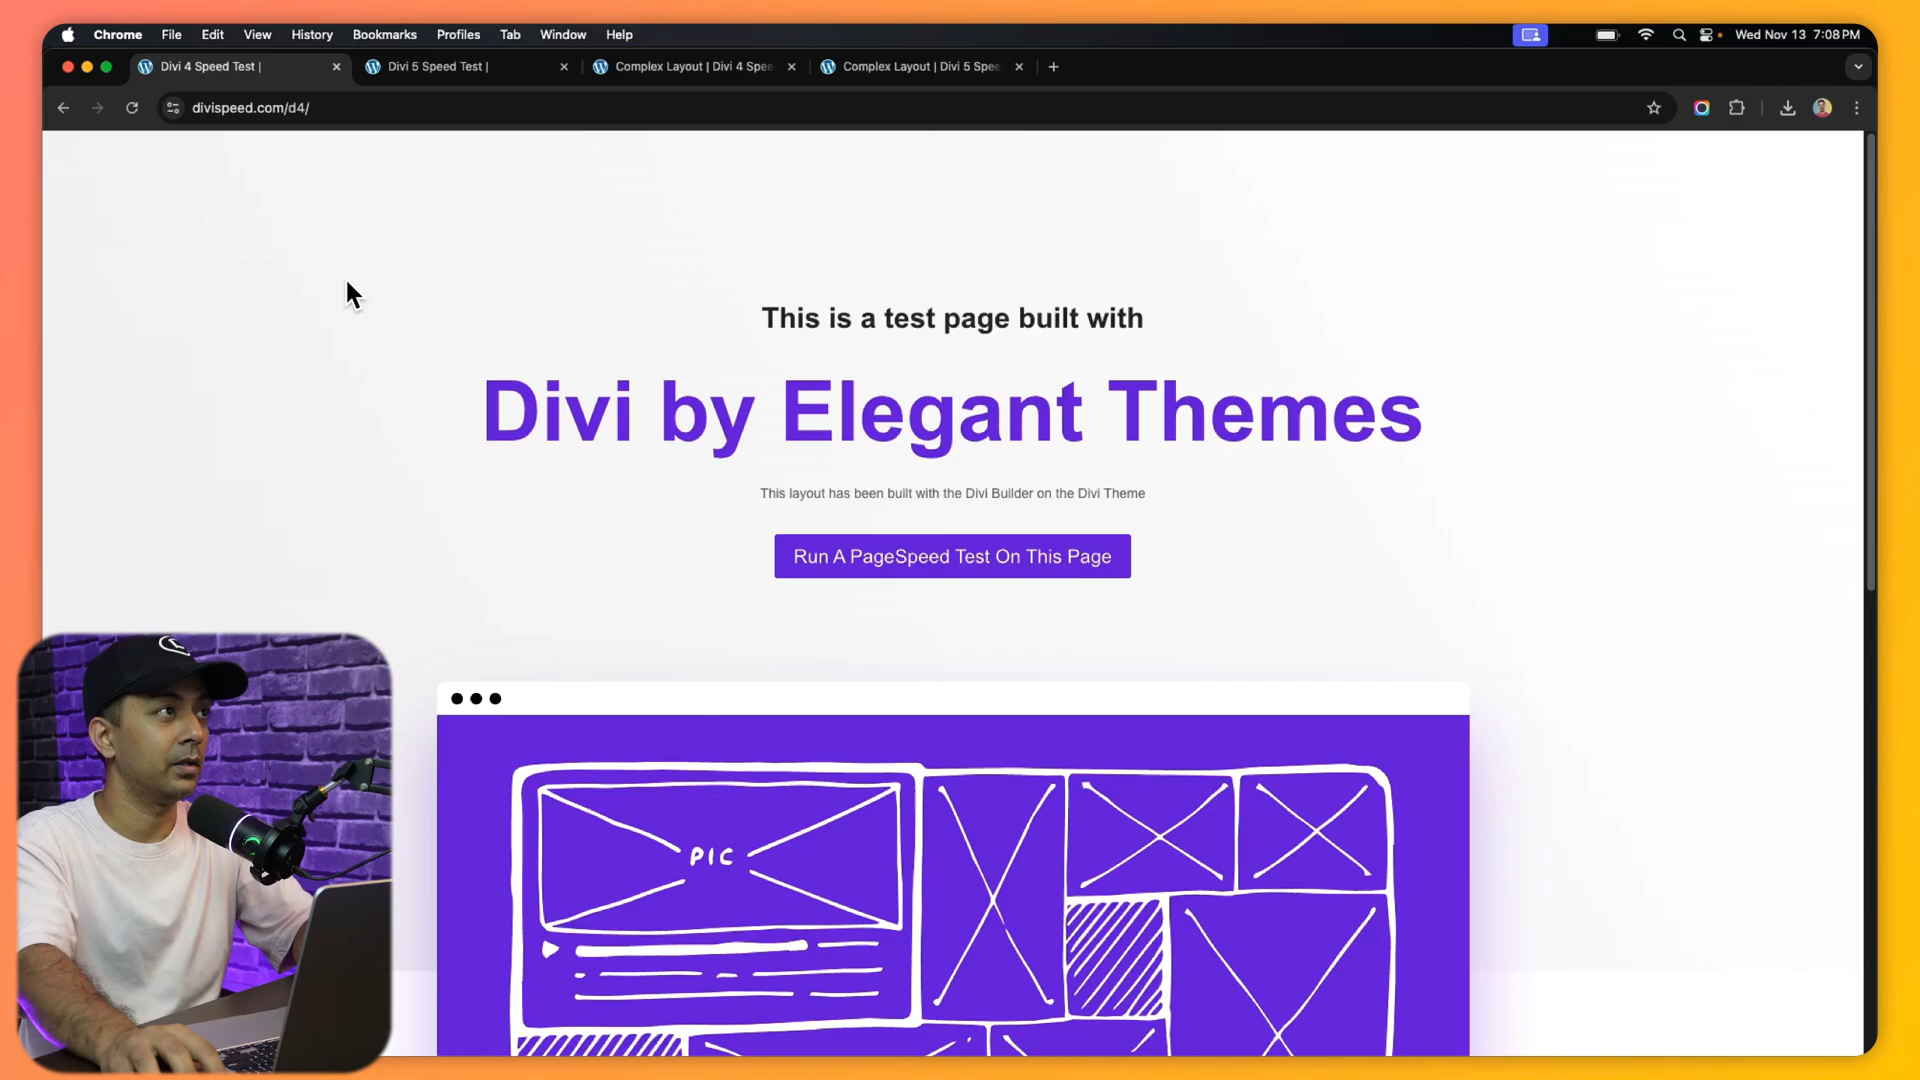 Chrome File Edit View History Bookmarks Profiles Tab Window Help Wed Nov 13 7:08 PM
Divi 4 Speed Test | Divi 5 Speed Test | Complex Layout | Divi 4 Spee Complex Layout | Divi 5 Spee
divispeed.com/d4/
This is a test page built with
Divi by Elegant Themes
This layout has been built with the Divi Builder on the Divi Theme
Run A PageSpeed Test On This Page
PIC